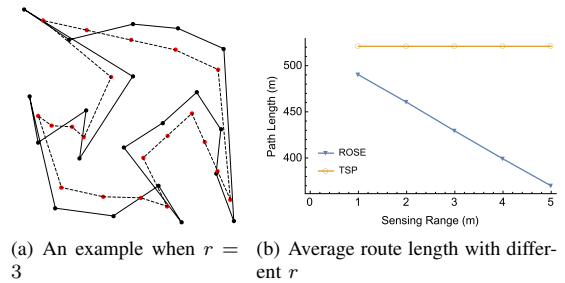 500
450
400
Path Length (m)
ROSE
TSP
0 1 2 3 4 5
Sensing Range (m)
(a) An example when r =
3
(b) Average route length with differ-
ent r